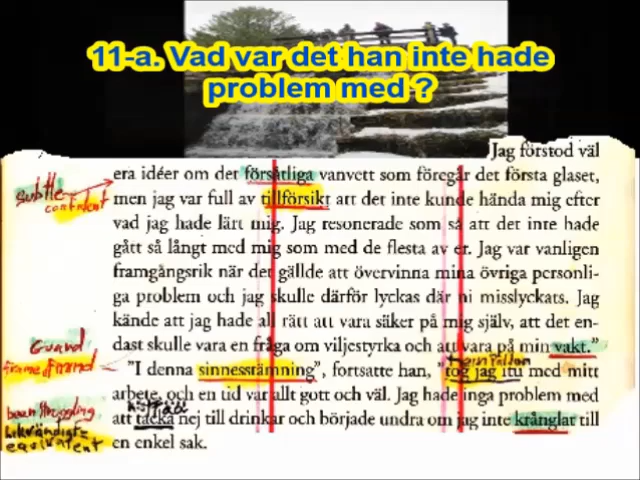 11-a. Vad var det han inte hade
problem med ?
Jag förstod väl
era idéer om det försåtliga vanvett som föregår det första glaset,
subtle
men jag var full av tillförsikt att det inte kunde hända mig efter
confident
vad jag hade lärt mig. Jag resonerade som så att det inte hade
gått så långt med mig som med de flesta av er. Jag var vanligen
framgångsrik när det gällde att övervinna mina övriga personli-
ga problem och jag skulle därför lyckas där ni misslyckats. Jag
kände att jag hade all rätt att vara säker på mig själv, att det en-
dast skulle vara en fråga om viljestyrka och att vara på min vakt."
Guard
"I denna sinnesstämning", fortsatte han, "tog jag itu med mitt
frame of mind
arbete, och en tid var allt gott och väl. Jag hade inga problem med
att tacka nej till drinkar och började undra om jag inte krånglat till
been struggling
likvärdigt=
equivalent
en enkel sak.